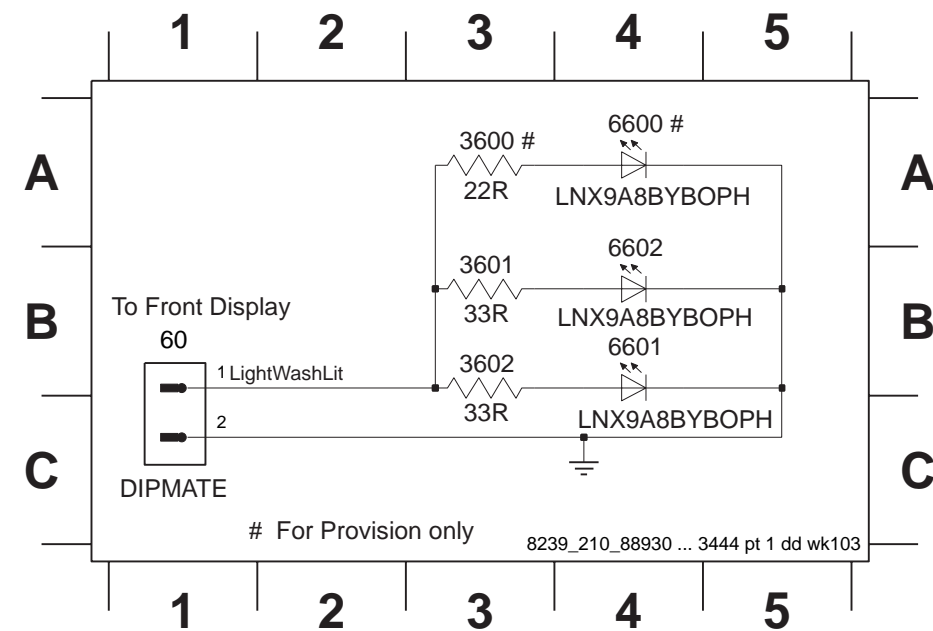 1 2 3 4 5
A A
3600 # 6600 #
22R LNX9A8BYBOPH
3601 6602
33R LNX9A8BYBOPH
B B
To Front Display
60
3602 6601
1 LightWashLit
33R LNX9A8BYBOPH
2
C C
DIPMATE
# For Provision only
8239_210_88930 ... 3444 pt 1 dd wk103
1 2 3 4 5